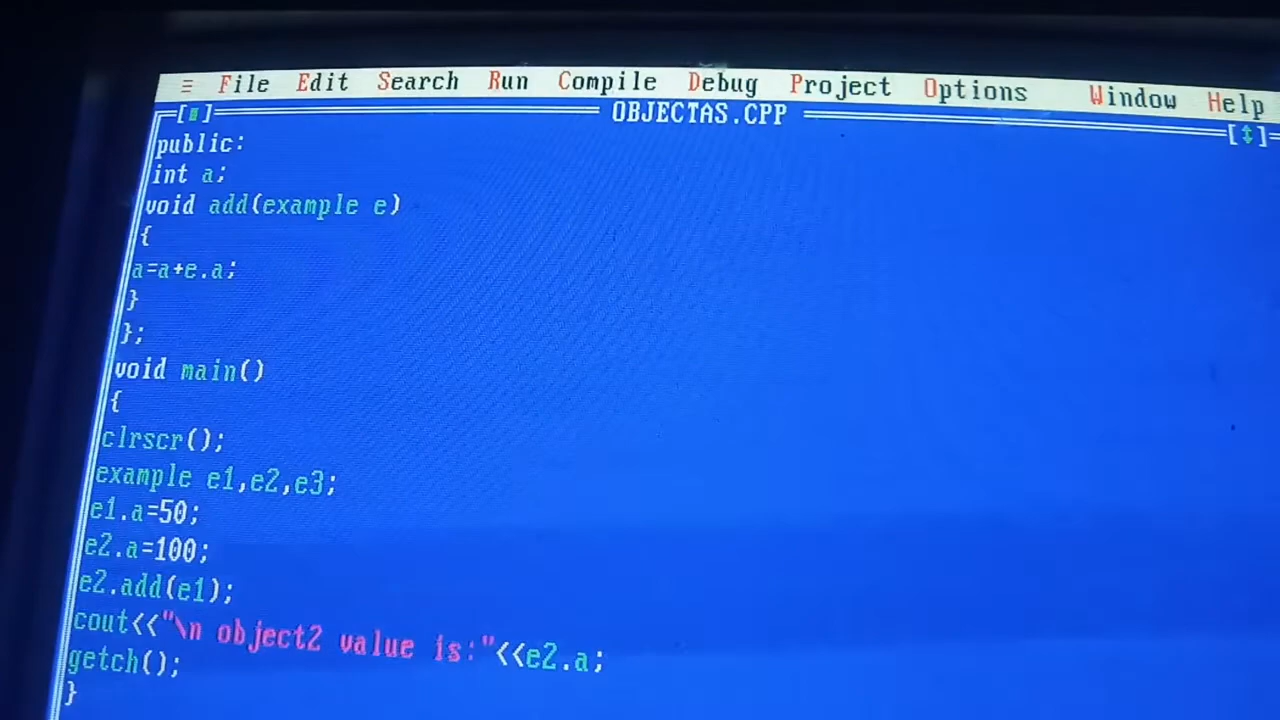 ≡ File Edit Search Run Compile Debug Project Options Window Help
[■] OBJECTAS.CPP [↕]
public:
int a;
void add(example e)
{
a=a+e.a;
}
};
void main()
{
clrscr();
example e1,e2,e3;
e1.a=50;
e2.a=100;
e2.add(e1);
cout<<"\n object2 value is:"<<e2.a;
getch();
}